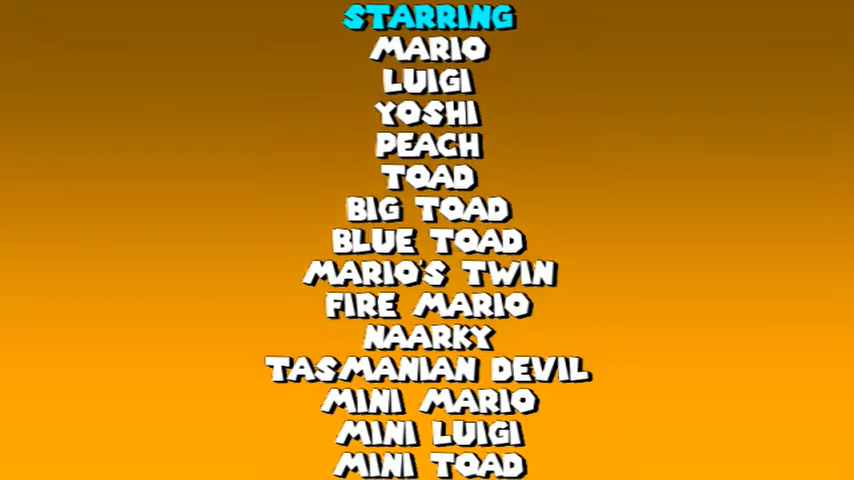 STARRING
MARIO
LUIGI
YOSHI
PEACH
TOAD
BIG TOAD
BLUE TOAD
MARIO'S TWIN
FIRE MARIO
NAARKY
TASMANIAN DEVIL
MINI MARIO
MINI LUIGI
MINI TOAD